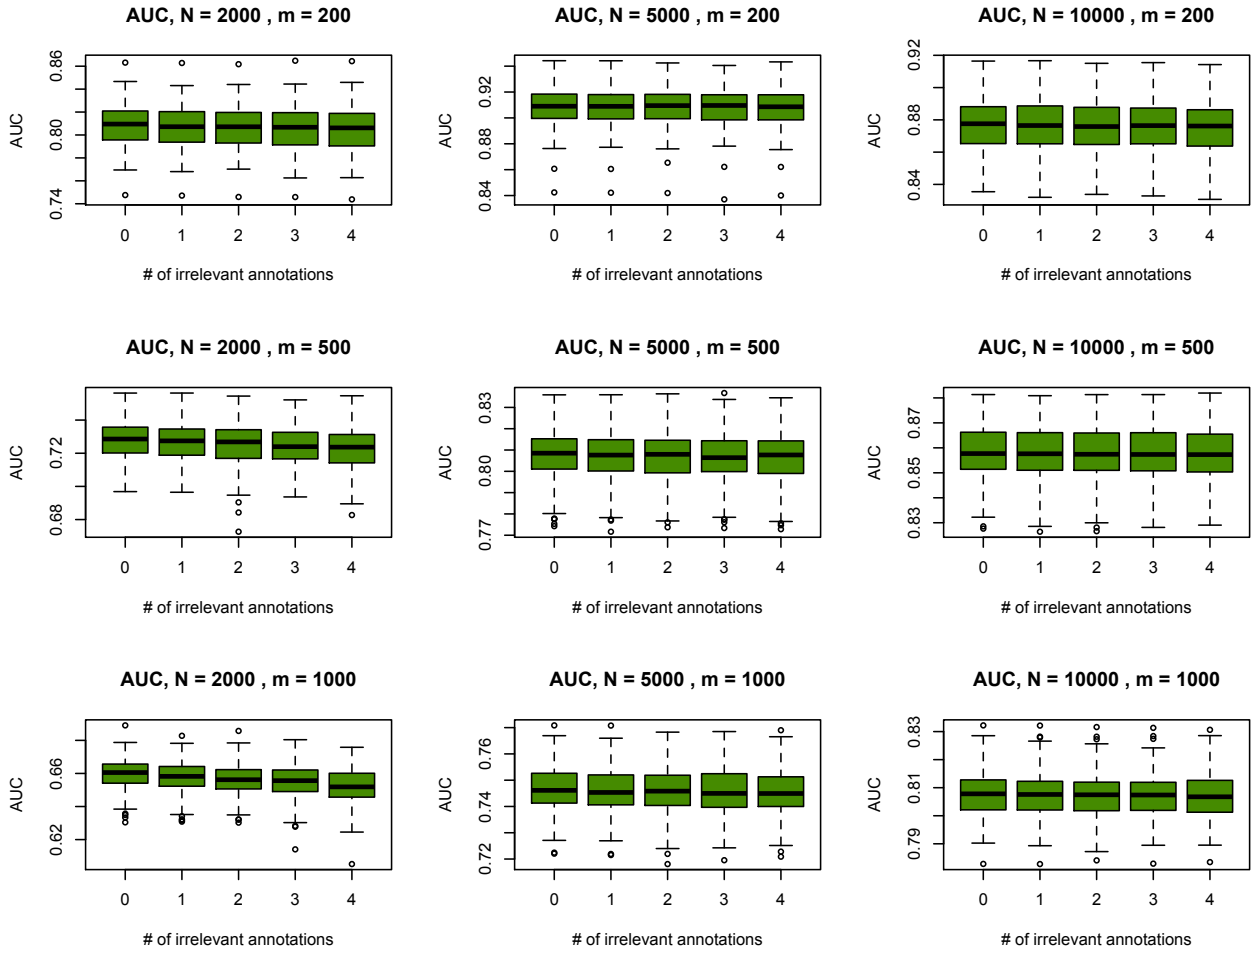 AUC, N = 2000 , m = 200
AUC
0.74 0.80 0.86
0 1 2 3 4
# of irrelevant annotations
AUC, N = 5000 , m = 200
AUC
0.84 0.88 0.92
0 1 2 3 4
# of irrelevant annotations
AUC, N = 10000 , m = 200
AUC
0.84 0.88 0.92
0 1 2 3 4
# of irrelevant annotations
AUC, N = 2000 , m = 500
AUC
0.68 0.72
0 1 2 3 4
# of irrelevant annotations
AUC, N = 5000 , m = 500
AUC
0.77 0.80 0.83
0 1 2 3 4
# of irrelevant annotations
AUC, N = 10000 , m = 500
AUC
0.83 0.85 0.87
0 1 2 3 4
# of irrelevant annotations
AUC, N = 2000 , m = 1000
AUC
0.62 0.66
0 1 2 3 4
# of irrelevant annotations
AUC, N = 5000 , m = 1000
AUC
0.72 0.74 0.76
0 1 2 3 4
# of irrelevant annotations
AUC, N = 10000 , m = 1000
AUC
0.79 0.81 0.83
0 1 2 3 4
# of irrelevant annotations